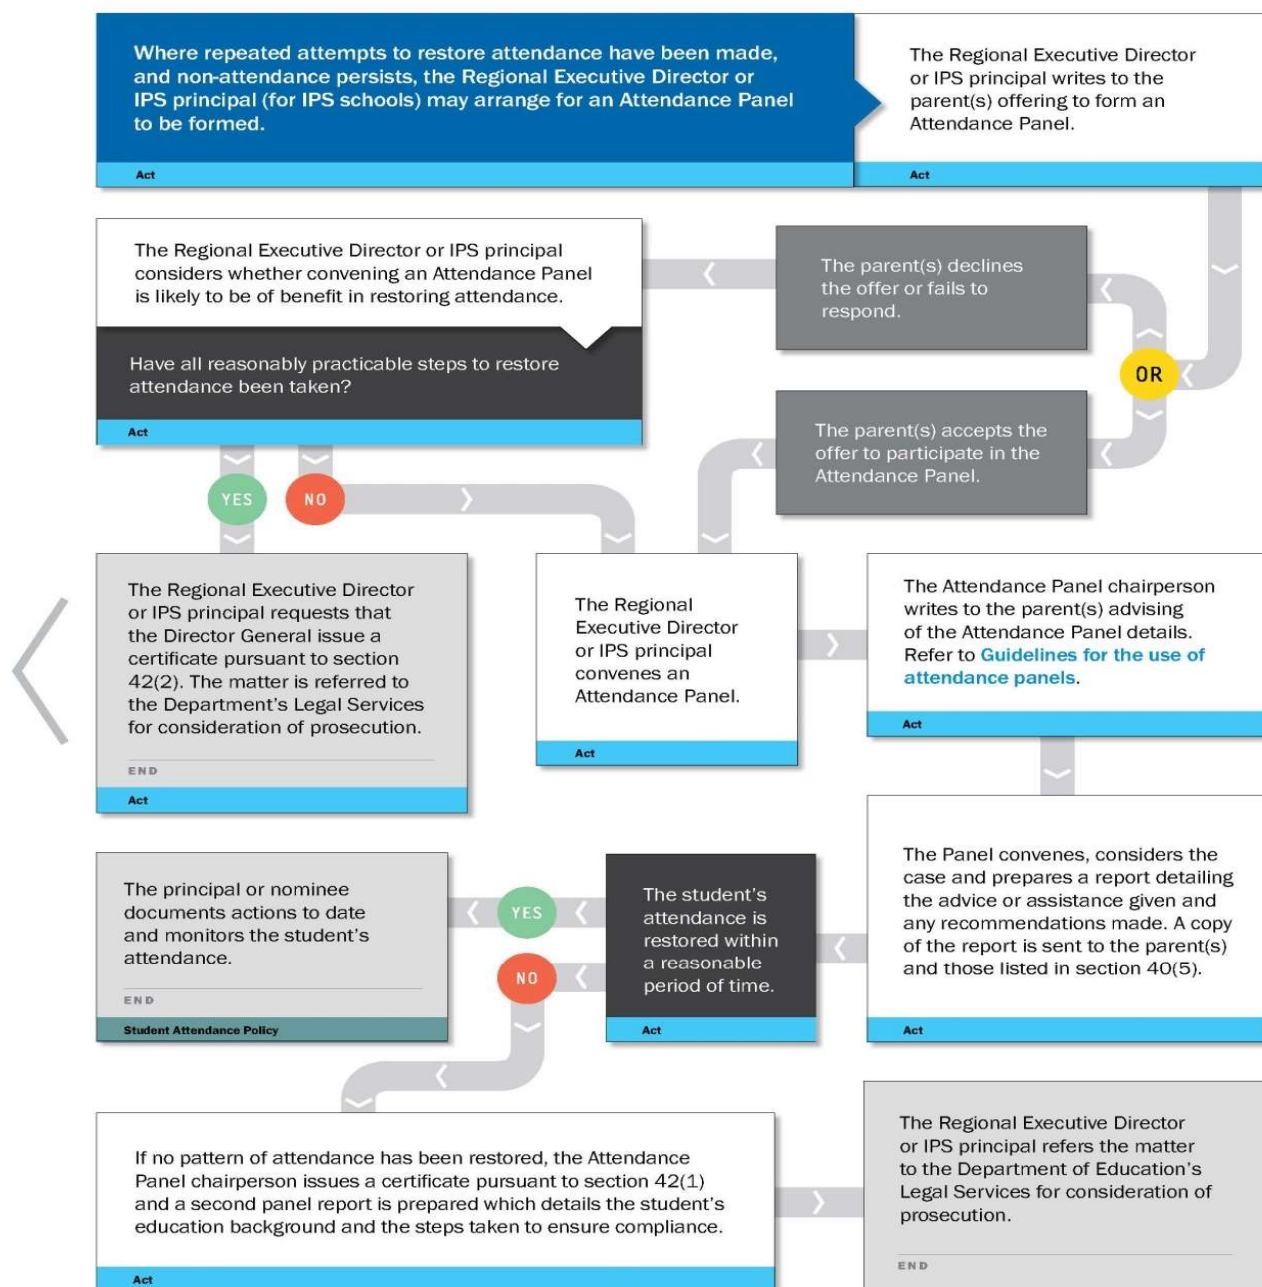 Where repeated attempts to restore attendance have been made,
and non-attendance persists, the Regional Executive Director or
IPS principal (for IPS schools) may arrange for an Attendance Panel
to be formed.
Act
The Regional Executive Director
or IPS principal writes to the
parent(s) offering to form an
Attendance Panel.
Act
The Regional Executive Director or IPS principal
considers whether convening an Attendance Panel
is likely to be of benefit in restoring attendance.
Have all reasonably practicable steps to restore
attendance been taken?
Act
The parent(s) declines
the offer or fails to
respond.
OR
The parent(s) accepts the
offer to participate in the
Attendance Panel.
YES
NO
The Regional Executive Director
or IPS principal requests that
the Director General issue a
certificate pursuant to section
42(2). The matter is referred to
the Department's Legal Services
for consideration of prosecution.
END
Act
The Regional
Executive Director
or IPS principal
convenes an
Attendance Panel.
Act
The Attendance Panel chairperson
writes to the parent(s) advising
of the Attendance Panel details.
Refer to Guidelines for the use of
attendance panels.
Act
The Panel convenes, considers the
case and prepares a report detailing
the advice or assistance given and
any recommendations made. A copy
of the report is sent to the parent(s)
and those listed in section 40(5).
Act
The student's
attendance is
restored within
a reasonable
period of time.
Act
YES
NO
The principal or nominee
documents actions to date
and monitors the student's
attendance.
END
Student Attendance Policy
If no pattern of attendance has been restored, the Attendance
Panel chairperson issues a certificate pursuant to section 42(1)
and a second panel report is prepared which details the student's
education background and the steps taken to ensure compliance.
Act
The Regional Executive Director
or IPS principal refers the matter
to the Department of Education's
Legal Services for consideration of
prosecution.
END